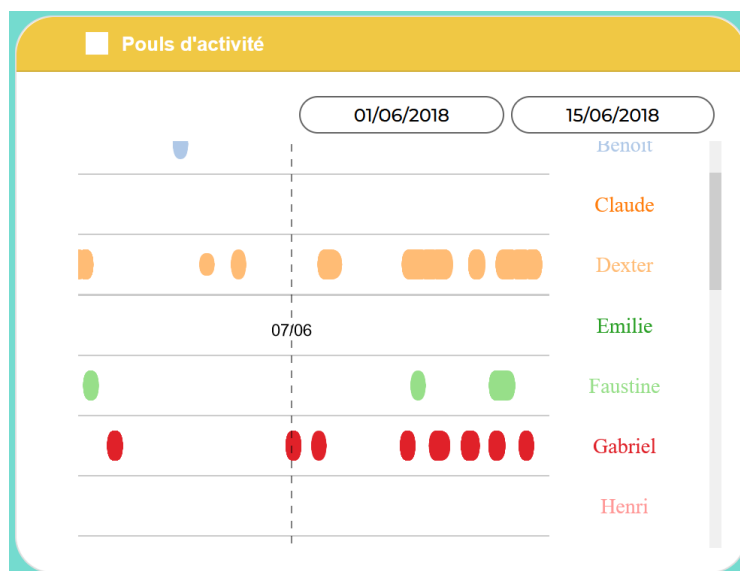 Pouls d'activité
01/06/2018 15/06/2018
Benoit
Claude
Dexter
Emilie
07/06
Faustine
Gabriel
Henri